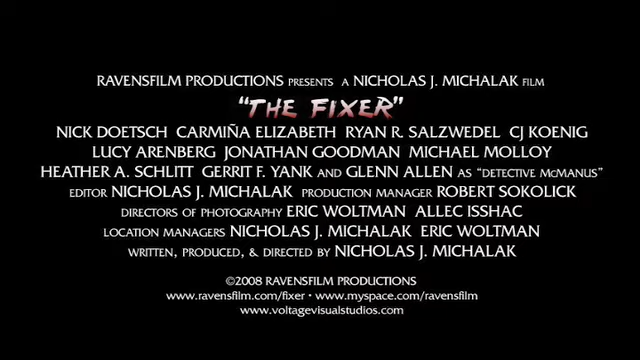 RAVENSFILM PRODUCTIONS PRESENTS A NICHOLAS J. MICHALAK FILM
"THE FIXER"
NICK DOETSCH CARMIÑA ELIZABETH RYAN R. SALZWEDEL CJ KOENIG
LUCY ARENBERG JONATHAN GOODMAN MICHAEL MOLLOY
HEATHER A. SCHLITT GERRIT F. YANK AND GLENN ALLEN AS "DETECTIVE McMANUS"
EDITOR NICHOLAS J. MICHALAK PRODUCTION MANAGER ROBERT SOKOLICK
DIRECTORS OF PHOTOGRAPHY ERIC WOLTMAN ALLEC ISSHAC
LOCATION MANAGERS NICHOLAS J. MICHALAK ERIC WOLTMAN
WRITTEN, PRODUCED, & DIRECTED BY NICHOLAS J. MICHALAK
©2008 RAVENSFILM PRODUCTIONS
www.ravensfilm.com/fixer • www.myspace.com/ravensfilm
www.voltagevisualstudios.com